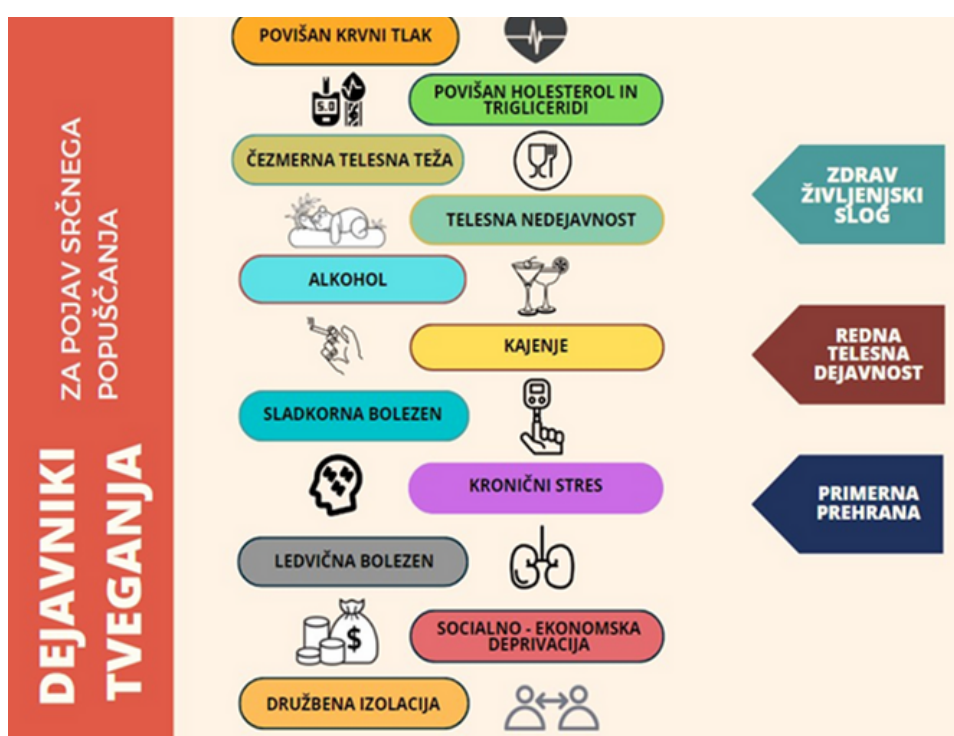 DEJAVNIKI
TVEGANJA
ZA POJAV SRČNEGA
POPUŠČANJA
POVIŠAN KRVNI TLAK
5.0
POVIŠAN HOLESTEROL IN
TRIGLICERIDI
ČEZMERNA TELESNA TEŽA
TELESNA NEDEJAVNOST
ALKOHOL
KAJENJE
SLADKORNA BOLEZEN
KRONIČNI STRES
LEDVIČNA BOLEZEN
$
SOCIALNO - EKONOMSKA
DEPRIVACIJA
DRUŽBENA IZOLACIJA
ZDRAV
ŽIVLJENJSKI
SLOG
REDNA
TELESNA
DEJAVNOST
PRIMERNA
PREHRANA